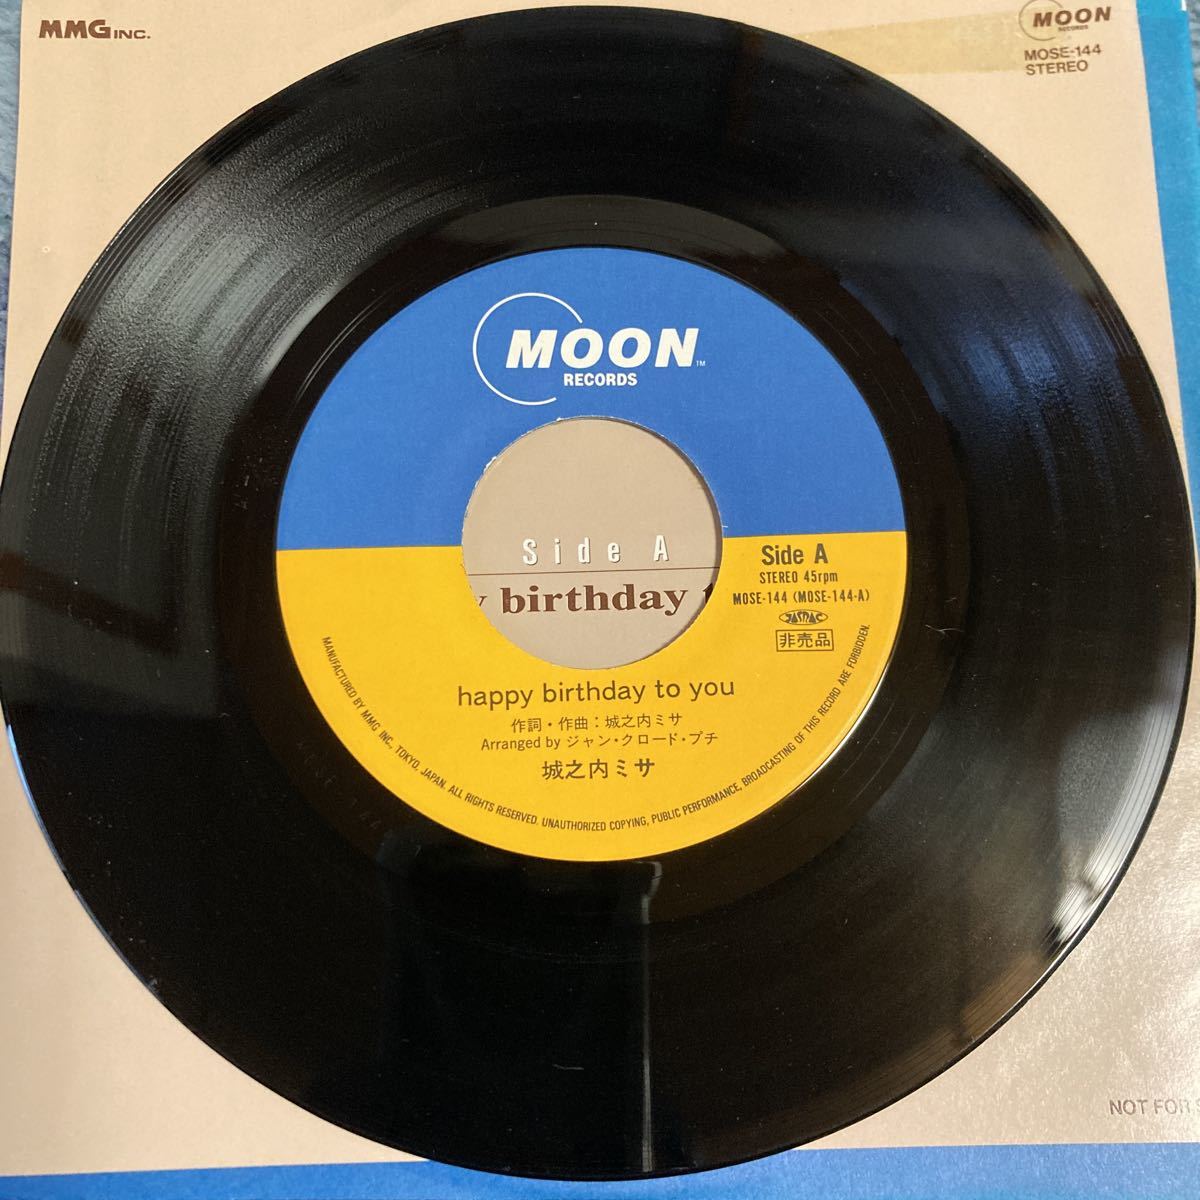 MMG INC.
MOON
RECORDS
MOSE-144
STEREO
MOON™
RECORDS
Side A
birthday
Side A
STEREO 45rpm
MOSE-144 (MOSE-144-A)
JASRAC
非売品
happy birthday to you
作詞・作曲：城之内ミサ
Arranged by ジャン・クロード・プチ
城之内ミサ
MANUFACTURED BY MMG INC., TOKYO, JAPAN. ALL RIGHTS RESERVED. UNAUTHORIZED COPYING, PUBLIC PERFORMANCE, BROADCASTING OF THIS RECORD ARE FORBIDDEN.
NOT FOR